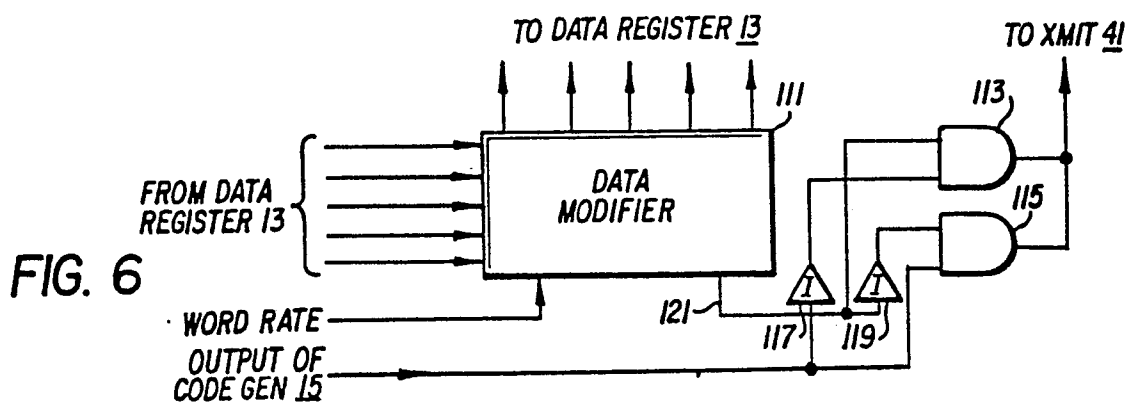 TO DATA REGISTER 13
TO XMIT 41
111
113
FROM DATA
REGISTER 13
DATA
MODIFIER
115
FIG. 6
I
I
WORD RATE
121
117
119
OUTPUT OF
CODE GEN 15